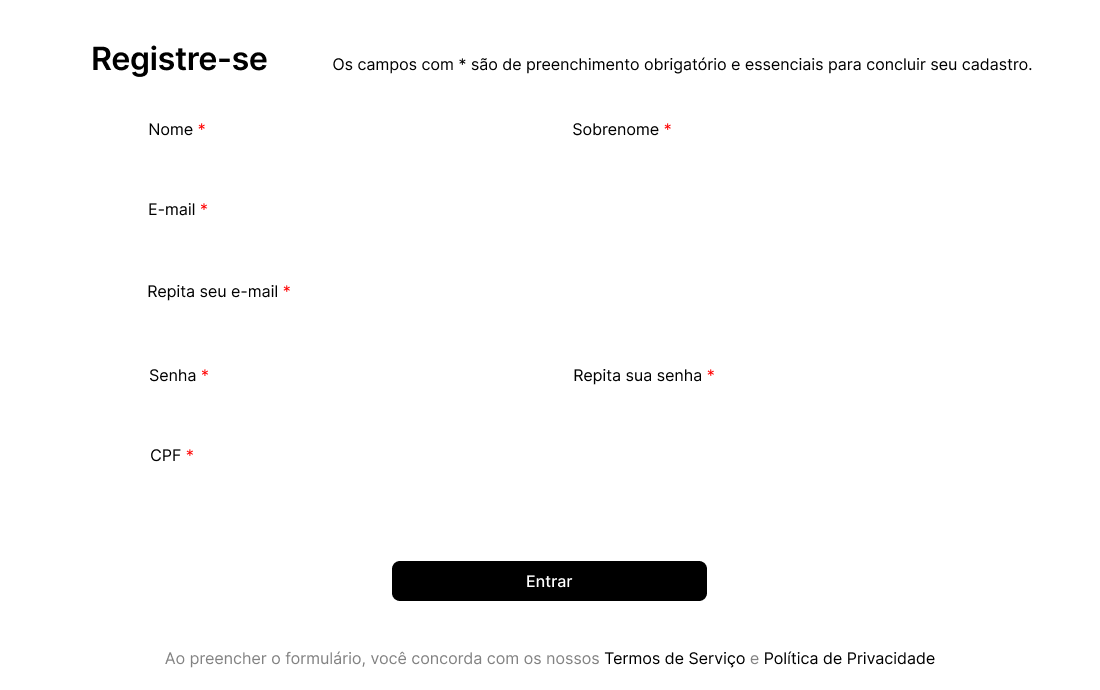 Registre-se
Os campos com * são de preenchimento obrigatório e essenciais para concluir seu cadastro.
Nome *
Sobrenome *
E-mail *
Repita seu e-mail *
Senha *
Repita sua senha *
CPF *
Entrar
Ao preencher o formulário, você concorda com os nossos Termos de Serviço e Política de Privacidade